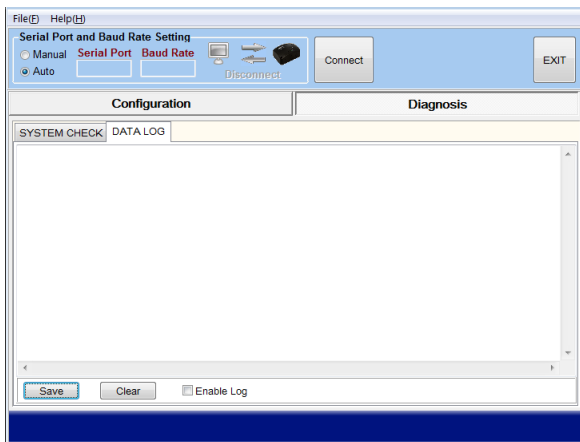 File(F) Help(H)
Serial Port and Baud Rate Setting
Manual Serial Port Baud Rate
Auto
Disconnect
Connect
EXIT
Configuration Diagnosis
SYSTEM CHECK DATA LOG
Save Clear Enable Log